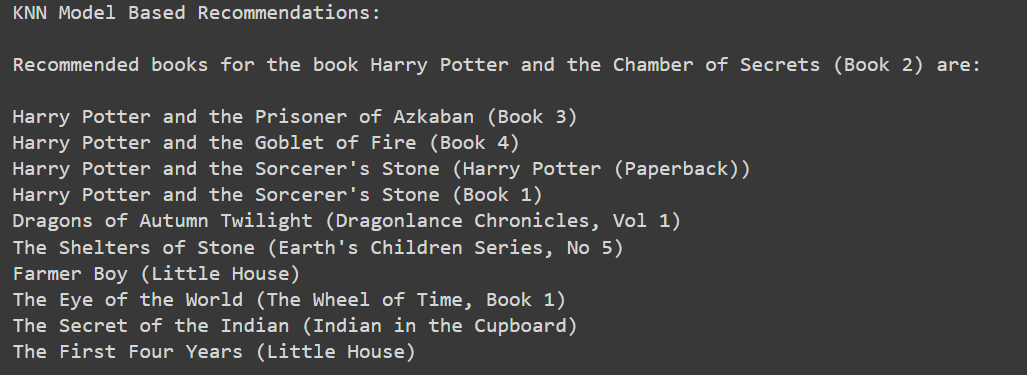 KNN Model Based Recommendations:
Recommended books for the book Harry Potter and the Chamber of Secrets (Book 2) are:
Harry Potter and the Prisoner of Azkaban (Book 3)
Harry Potter and the Goblet of Fire (Book 4)
Harry Potter and the Sorcerer's Stone (Harry Potter (Paperback))
Harry Potter and the Sorcerer's Stone (Book 1)
Dragons of Autumn Twilight (Dragonlance Chronicles, Vol 1)
The Shelters of Stone (Earth's Children Series, No 5)
Farmer Boy (Little House)
The Eye of the World (The Wheel of Time, Book 1)
The Secret of the Indian (Indian in the Cupboard)
The First Four Years (Little House)